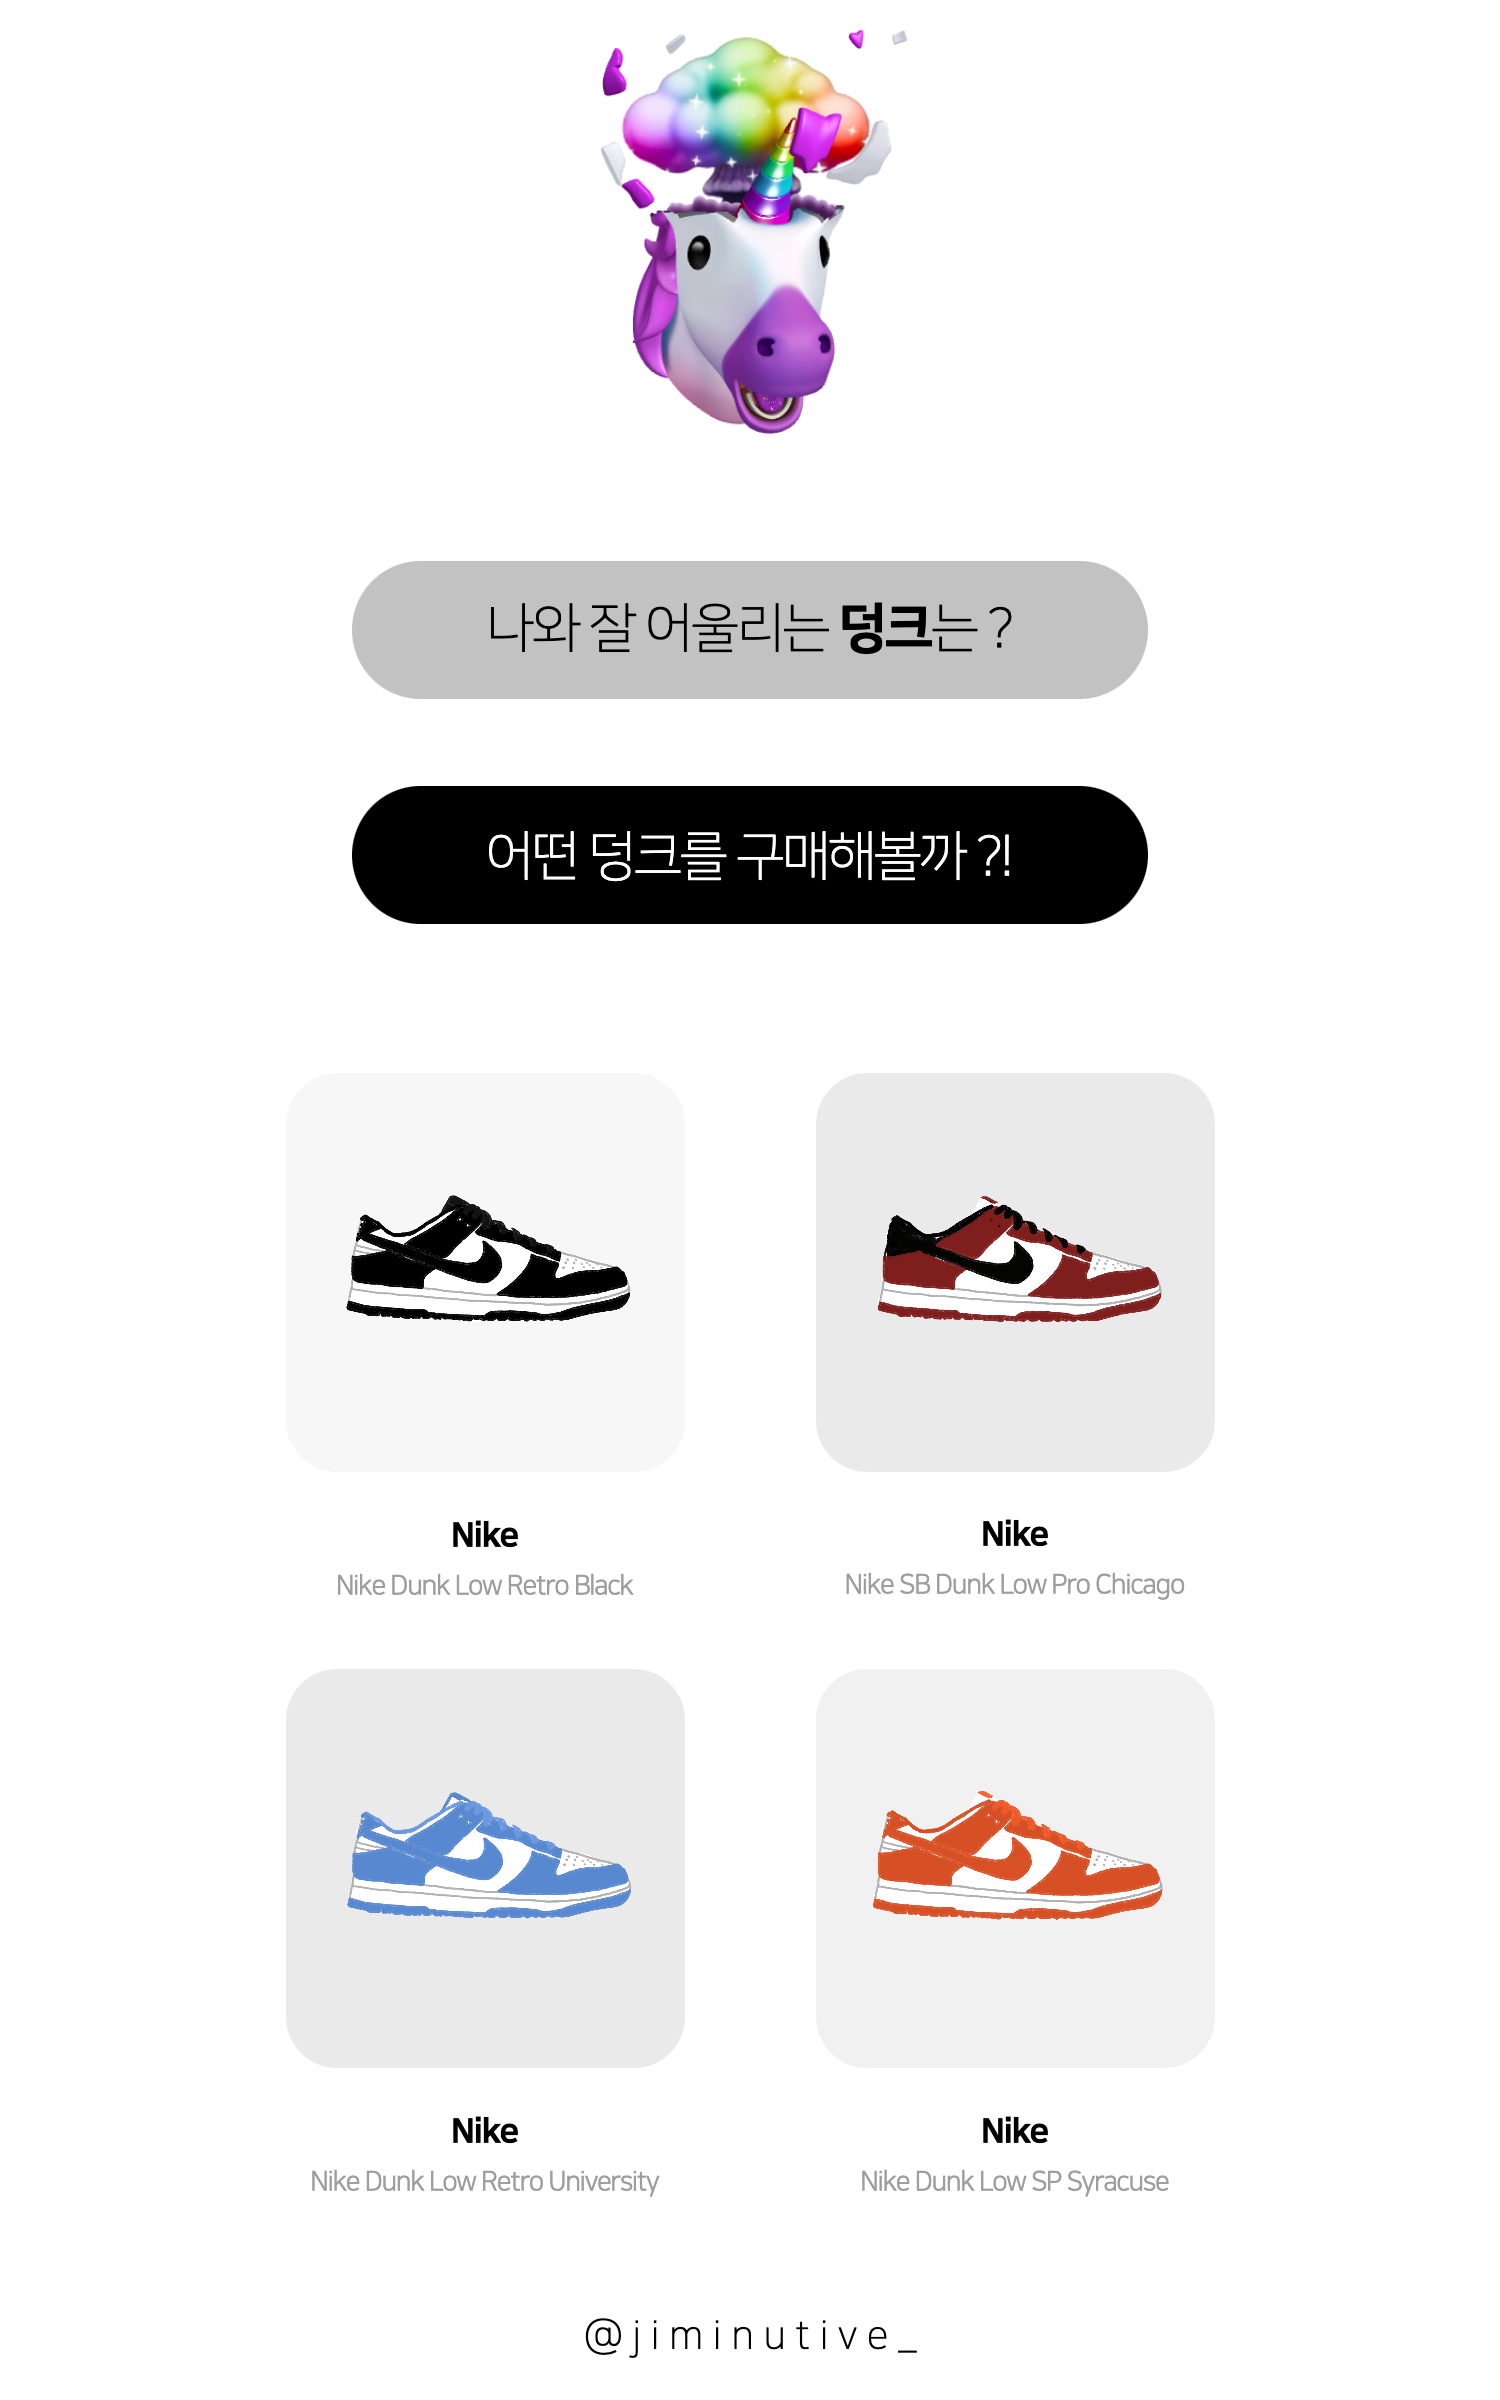 나와 잘 어울리는 덩크는 ?
어떤 덩크를 구매해볼까 ?!
Nike
Nike Dunk Low Retro Black
Nike
Nike SB Dunk Low Pro Chicago
Nike
Nike Dunk Low Retro University
Nike
Nike Dunk Low SP Syracuse
@jiminutive_